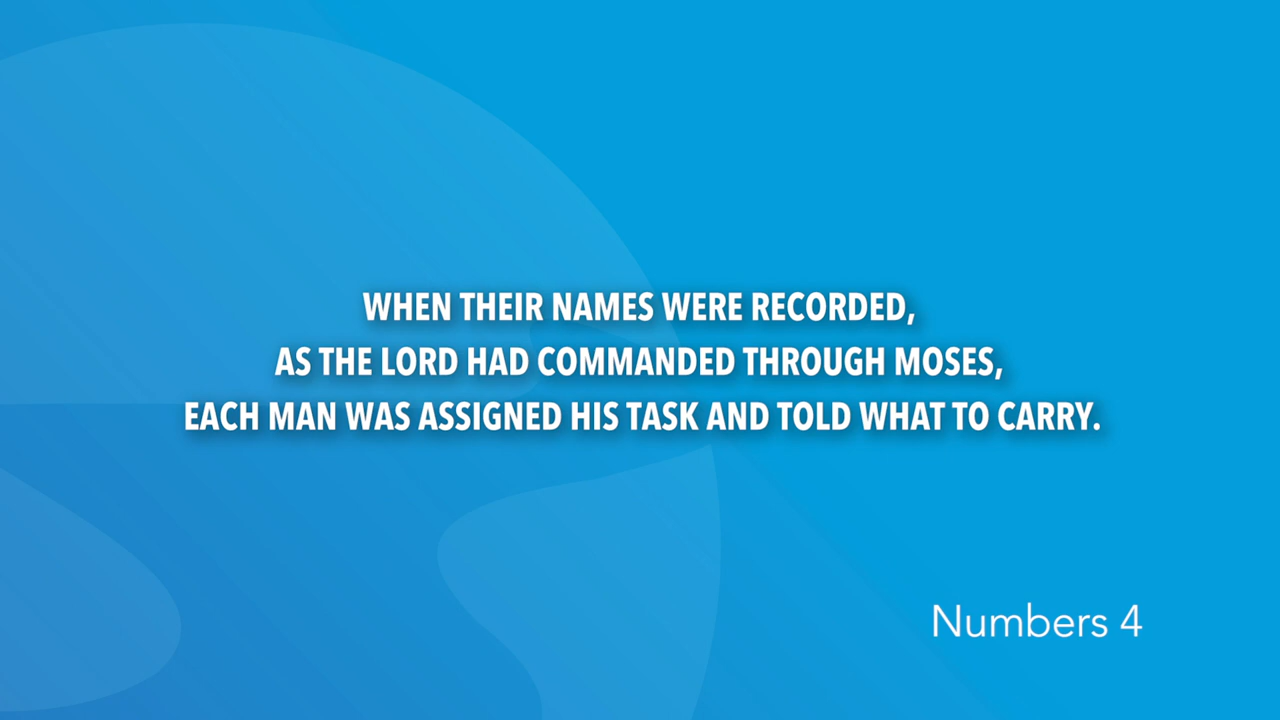 WHEN THEIR NAMES WERE RECORDED,
AS THE LORD HAD COMMANDED THROUGH MOSES,
EACH MAN WAS ASSIGNED HIS TASK AND TOLD WHAT TO CARRY.
Numbers 4